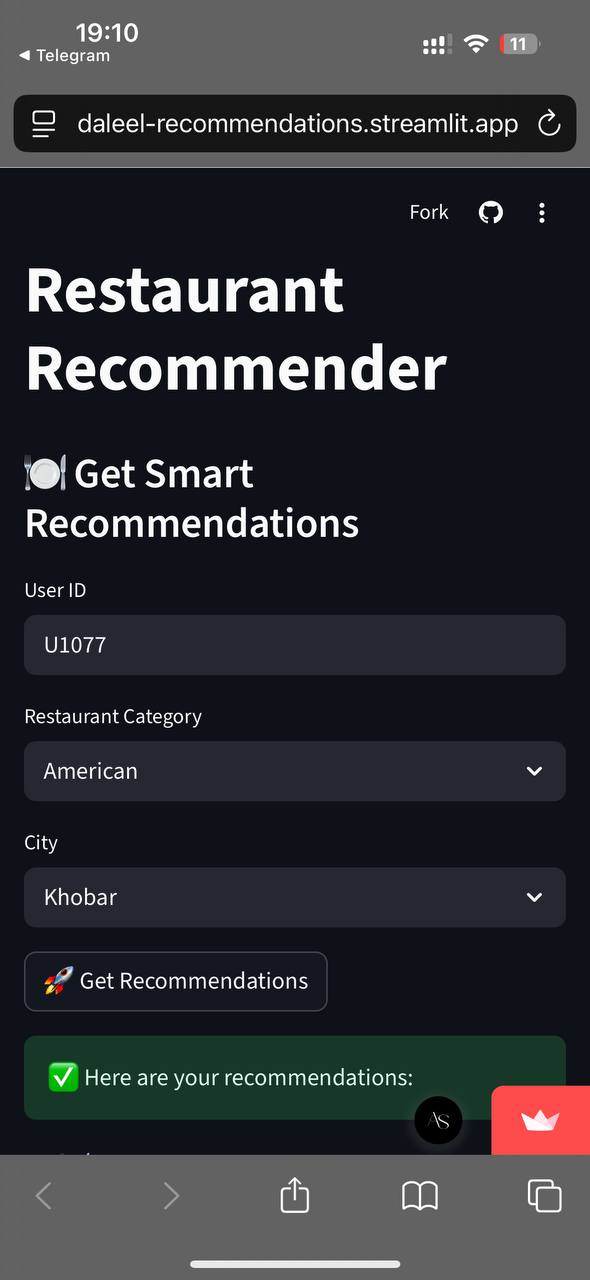 19:10
◀ Telegram
11
daleel-recommendations.streamlit.app
Fork
Restaurant
Recommender
🍽️ Get Smart
Recommendations
User ID
U1077
Restaurant Category
American
City
Khobar
🚀 Get Recommendations
✅ Here are your recommendations:
AS